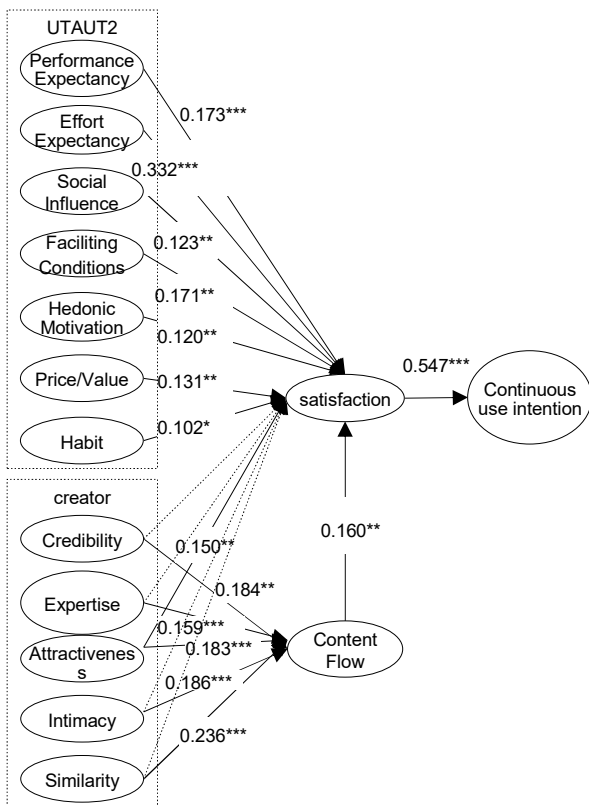 UTAUT2
Performance
Expectancy
0.173***
Effort
Expectancy
0.332***
Social
Influence
0.123**
Faciliting
Conditions
0.171**
Hedonic
Motivation
0.120**
Price/Value
0.131**
Habit
0.102*
satisfaction
0.547***
Continuous
use intention
creator
Credibility
0.150**
0.160**
Expertise
0.184**
0.159***
Attractivenes
s
0.183***
Content
Flow
Intimacy
0.186***
Similarity
0.236***